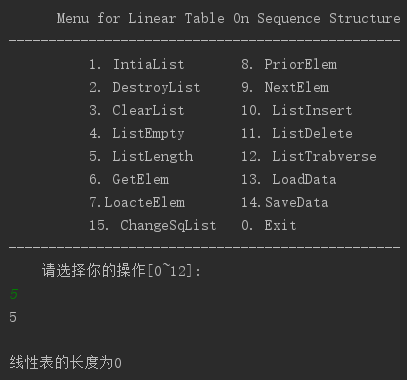 Menu for Linear Table On Sequence Structure
-------------------------------------------------
1. IntiaList 8. PriorElem
2. DestroyList 9. NextElem
3. ClearList 10. ListInsert
4. ListEmpty 11. ListDelete
5. ListLength 12. ListTrabverse
6. GetElem 13. LoadData
7.LoacteElem 14.SaveData
15. ChangeSqList 0. Exit
-------------------------------------------------
请选择你的操作[0~12]:
5
5
线性表的长度为0